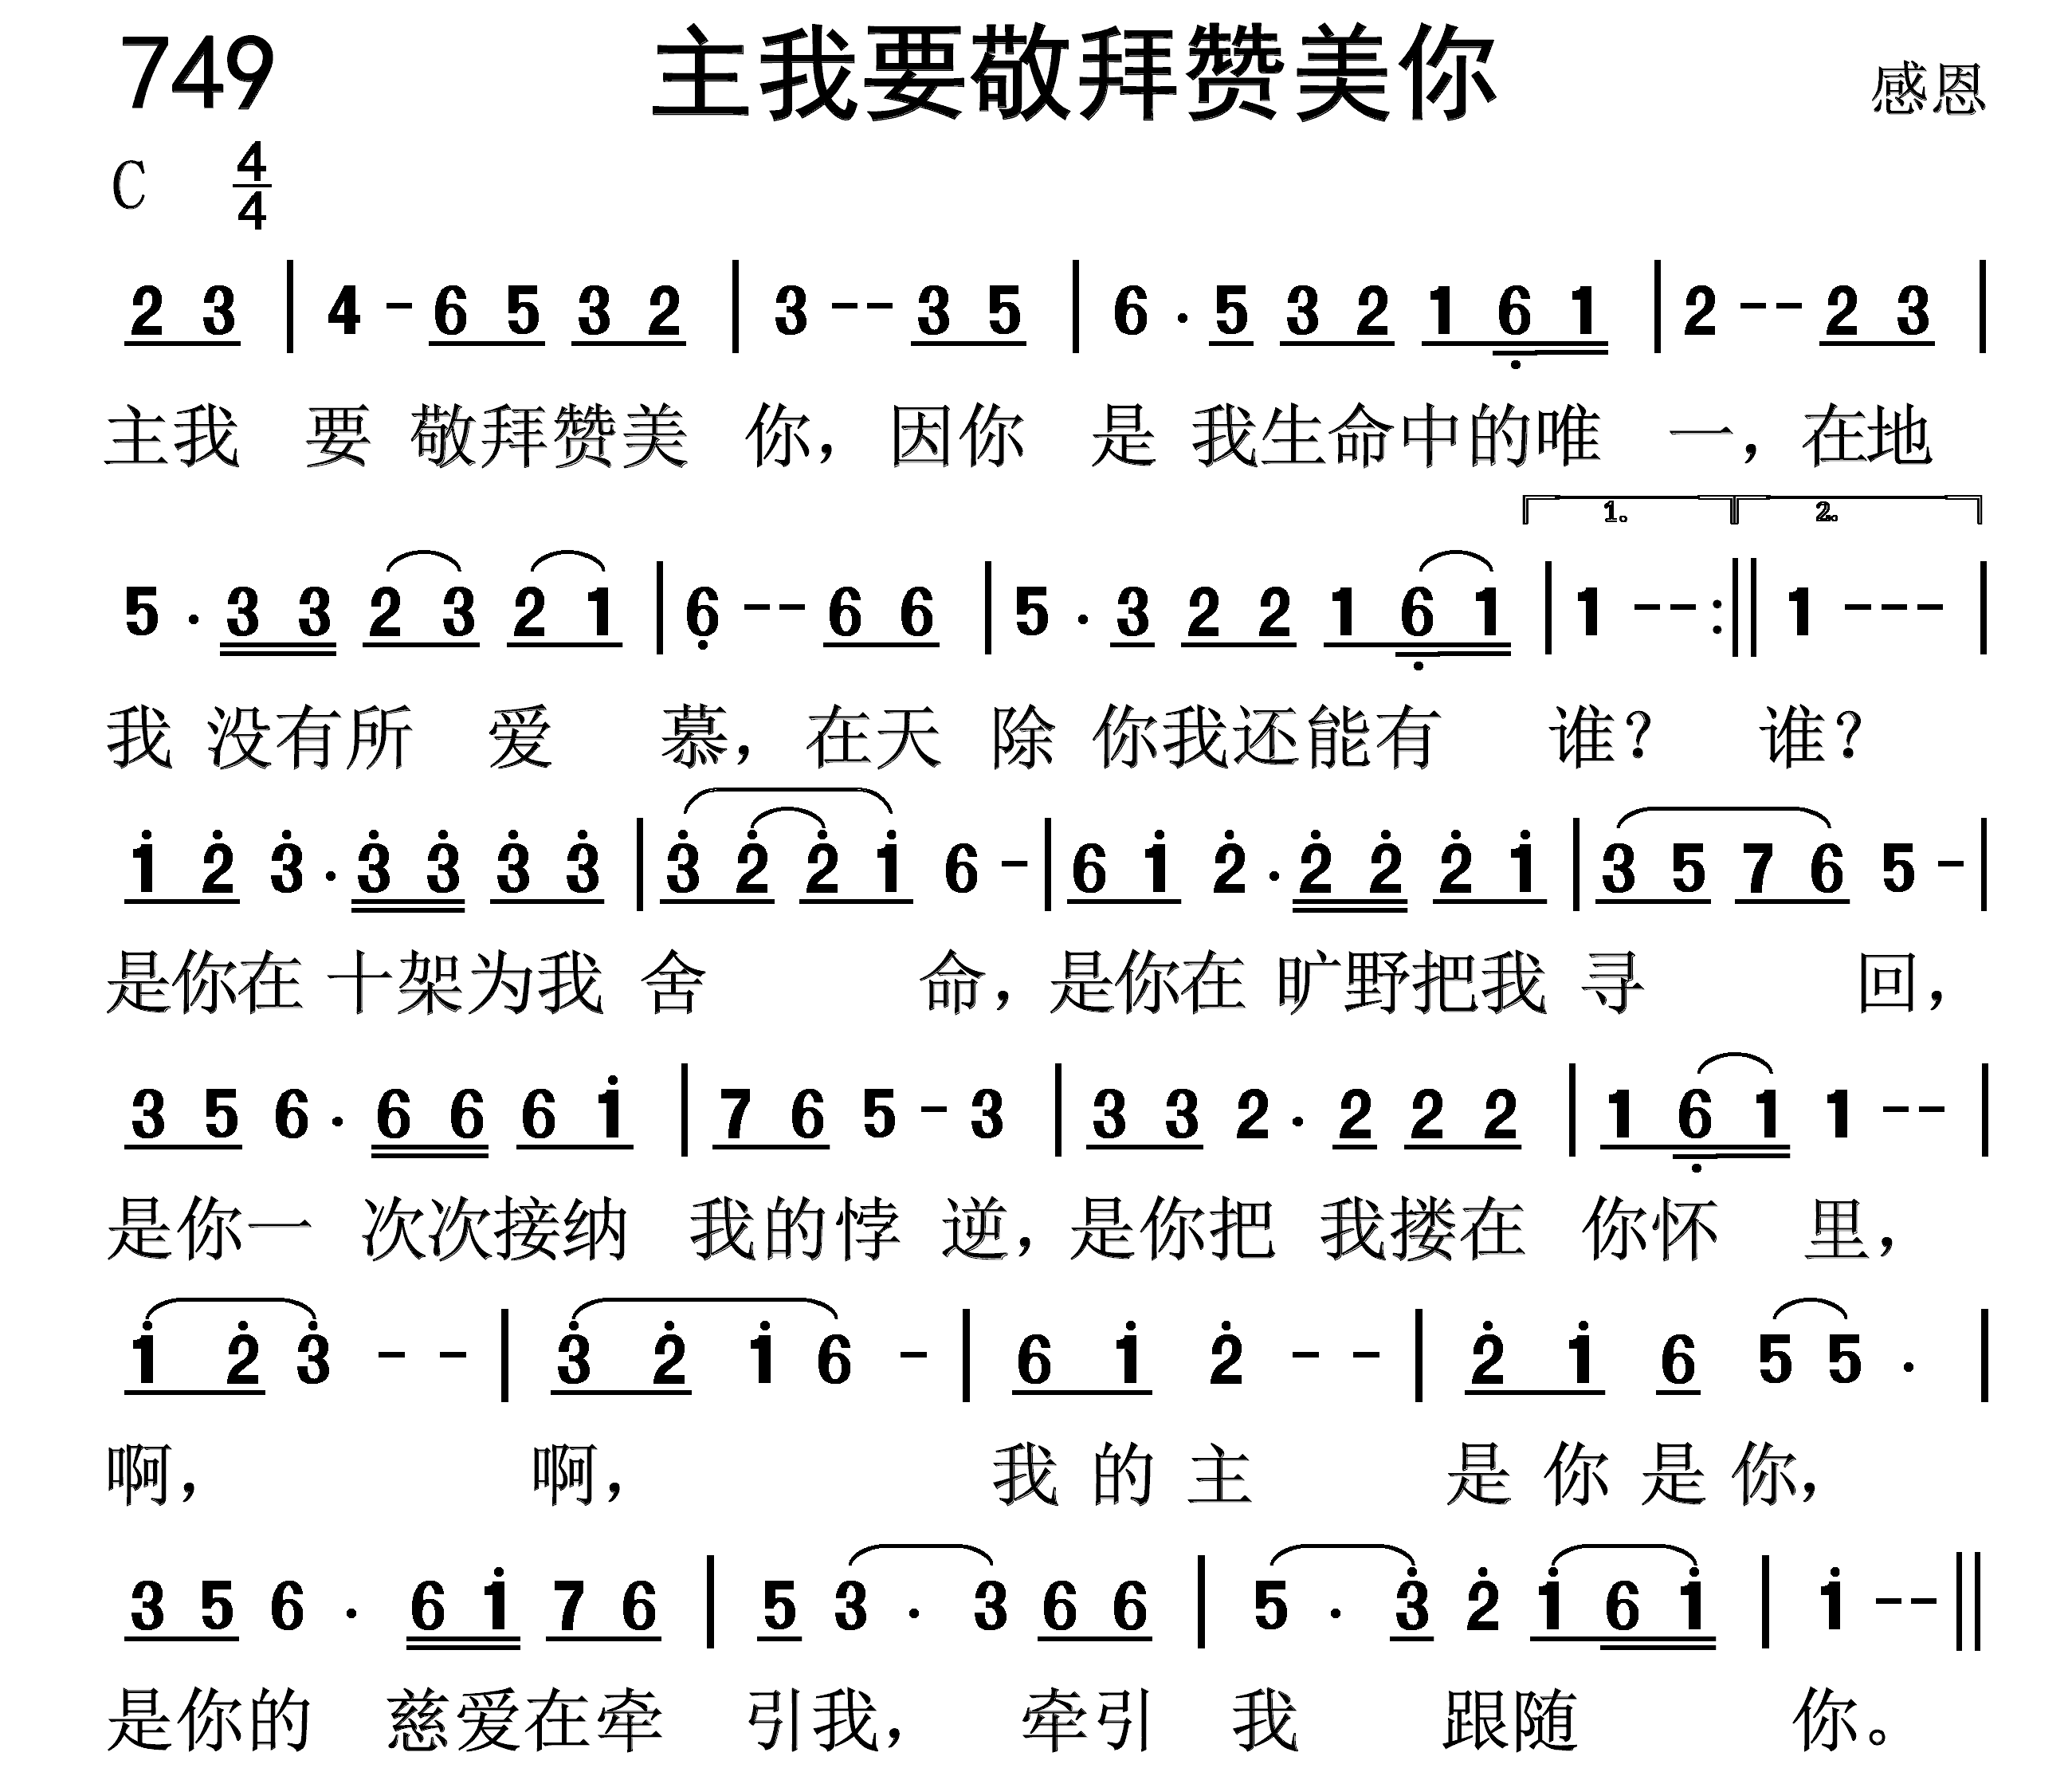 749 主我要敬拜赞美你 感恩
C 4/4
2 3 | 4 - 6 5 3 2 | 3 - - 3 5 | 6 . 5 3 2 1 6̣ 1 | 2 - - 2 3 |
主我 要 敬拜赞美 你，因你 是 我生命中的唯 一，在地
1. 2.
5 . 3 3 2 3 2 1 | 6̣ - - 6 6 | 5 . 3 2 2 1 6̣ 1 | 1 - - :‖ 1 - - - |
我 没有所 爱 慕，在天 除 你我还能有 谁？ 谁？
1̇ 2̇ 3̇ . 3̇ 3̇ 3̇ 3̇ | 3̇ 2̇ 2̇ 1̇ 6 - | 6 1̇ 2̇ . 2̇ 2̇ 2̇ 1̇ | 3 5 7 6 5 - |
是你在 十架为我 舍 命，是你在 旷野把我 寻 回，
3 5 6 . 6 6 6 1̇ | 7 6 5 - 3 | 3 3 2 . 2 2 2 | 1 6̣ 1 1 - - |
是你一 次次接纳 我的悖 逆，是你把 我搂在 你怀 里，
1̇ 2̇ 3̇ - - | 3̇ 2̇ 1̇ 6 - | 6 1̇ 2̇ - - | 2̇ 1̇ 6 5 5 . |
啊， 啊， 我 的 主 是 你 是 你，
3 5 6 . 6 1̇ 7 6 | 5 3 . 3 6 6 | 5 . 3̇ 2̇ 1̇ 6 1̇ | 1̇ - - ‖
是你的 慈爱在牵 引我， 牵引 我 跟随 你。